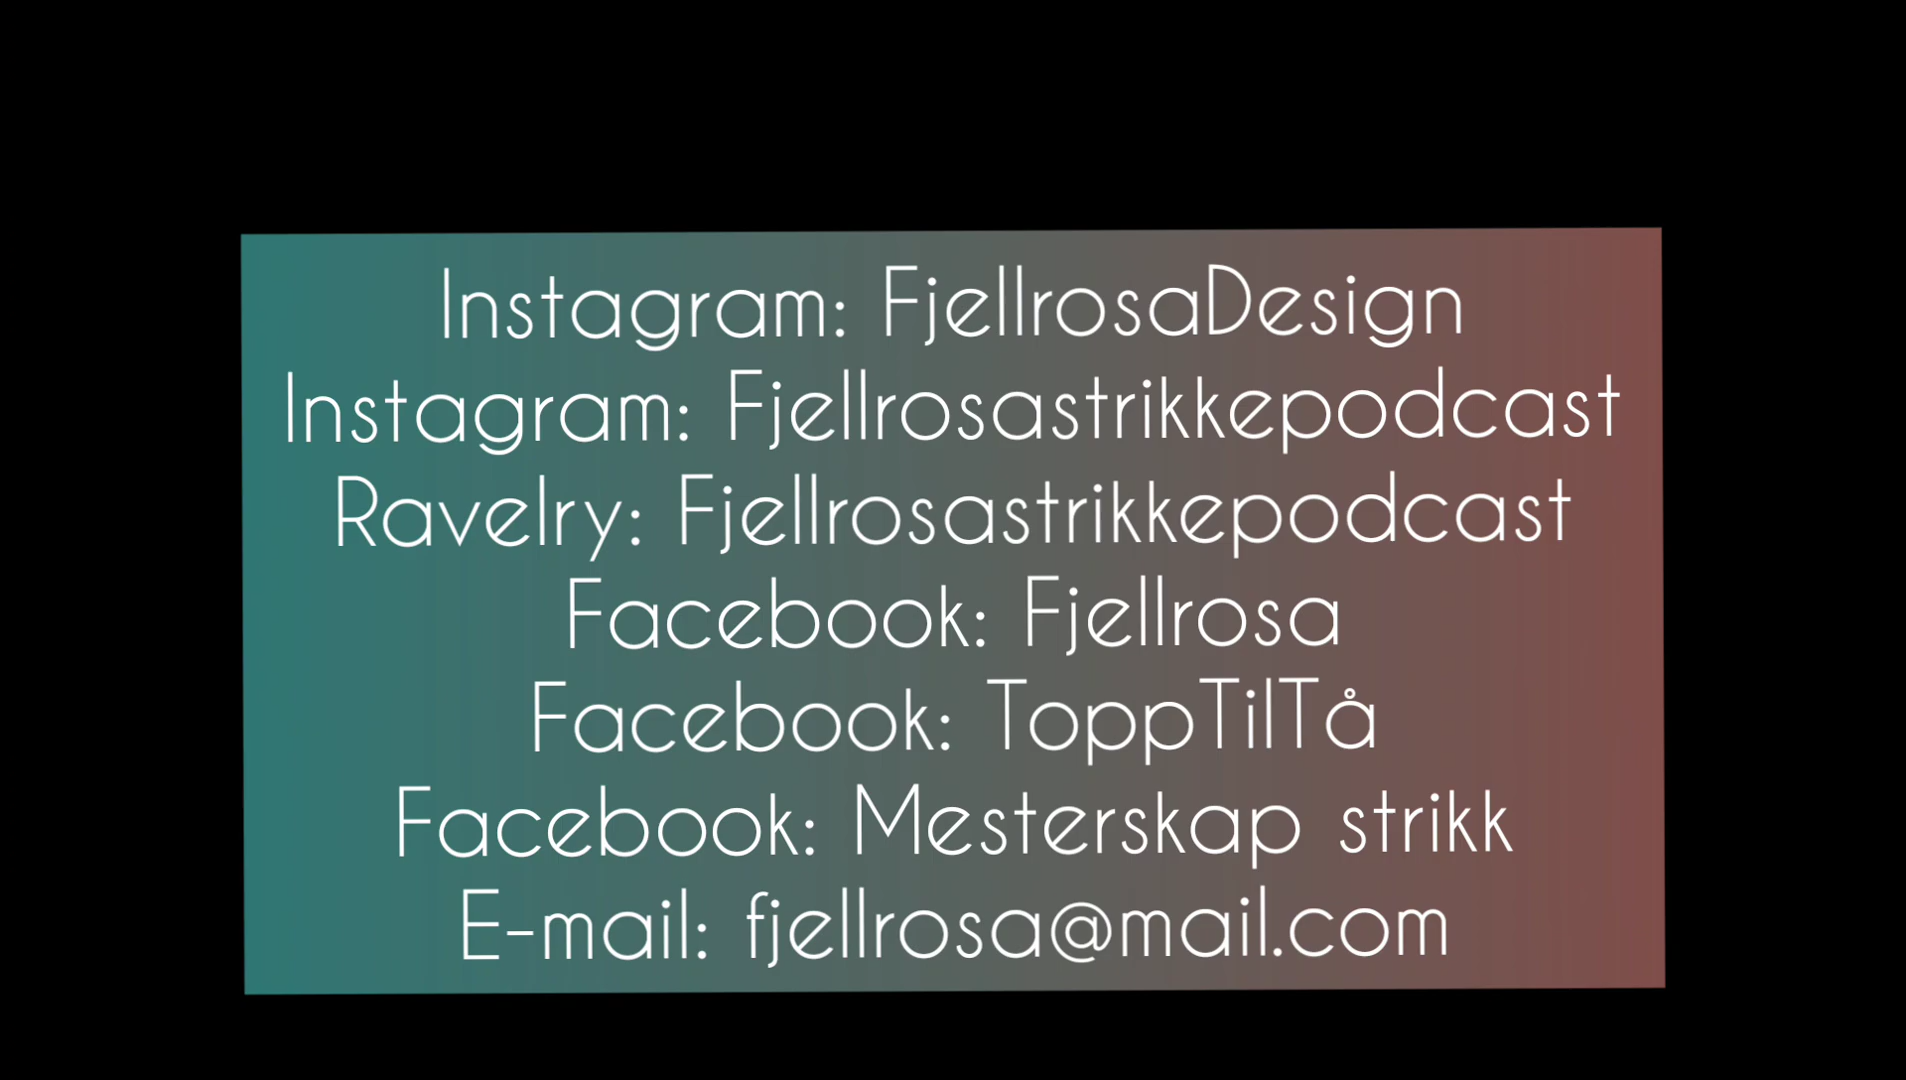 Instagram: FjellrosaDesign
Instagram: Fjellrosastrikkepodcast
Ravelry: Fjellrosastrikkepodcast
Facebook: Fjellrosa
Facebook: ToppTilTå
Facebook: Mesterskap strikk
E-mail: fjellrosa@mail.com